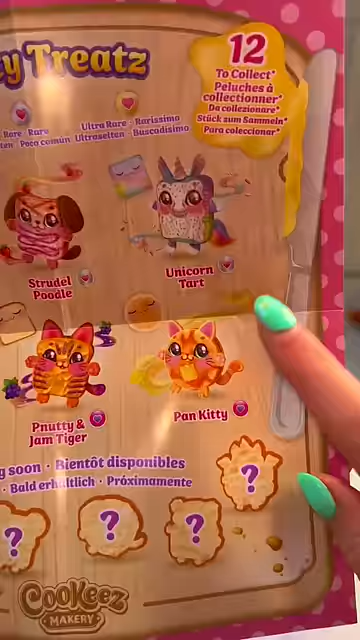 y Treatz
12
To Collect*
Peluches à
collectionner*
Da collezionare*
Stück zum Sammeln*
Para coleccionar*
Rare · Rare
ten · Poco común
Ultra Rare · Rarissimo
Ultraselten · Buscadísimo
Strudel
Poodle
Unicorn
Tart
Pnutty &
Jam Tiger
Pan Kitty
g soon · Bientôt disponibles
· Bald erhältlich · Próximamente
?
? ? ?
Cookeez
MAKERY